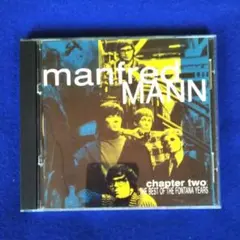 manfred
MANN
chapter two
THE BEST OF THE FONTANA YEARS